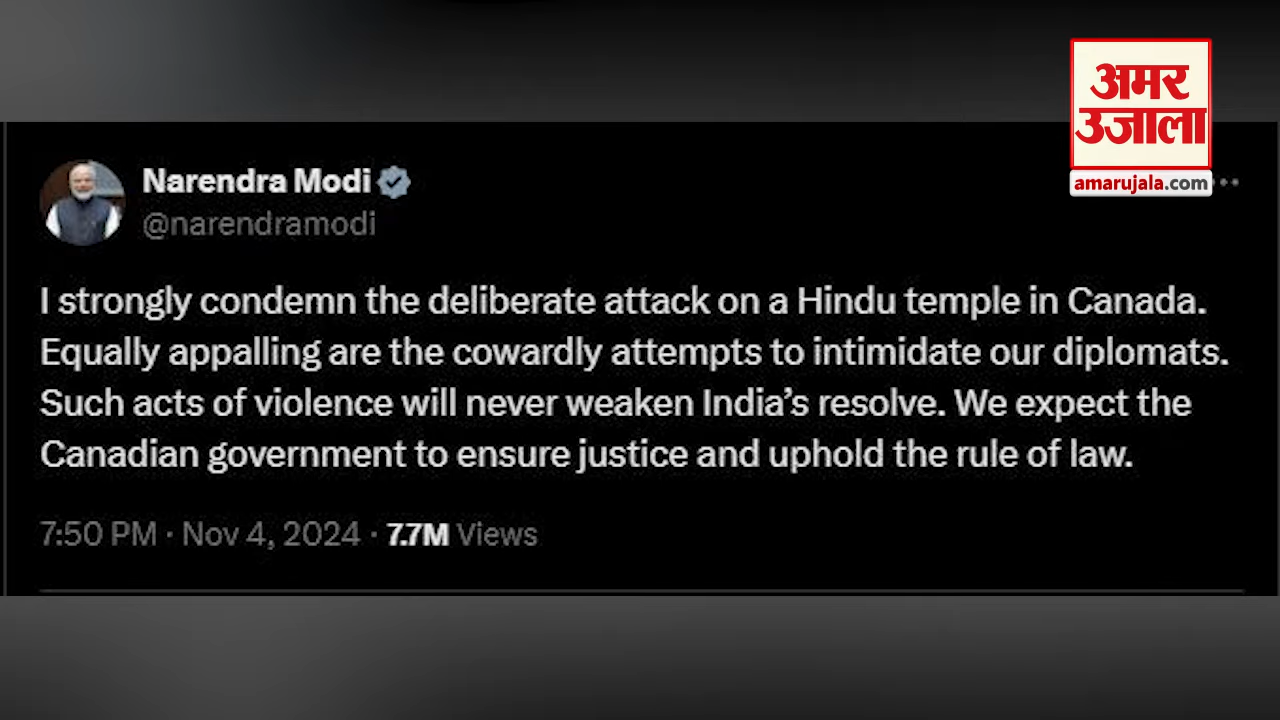 अमर
उजाला
amarujala.com
Narendra Modi
@narendramodi
I strongly condemn the deliberate attack on a Hindu temple in Canada.
Equally appalling are the cowardly attempts to intimidate our diplomats.
Such acts of violence will never weaken India’s resolve. We expect the
Canadian government to ensure justice and uphold the rule of law.
7:50 PM · Nov 4, 2024 · 7.7M Views